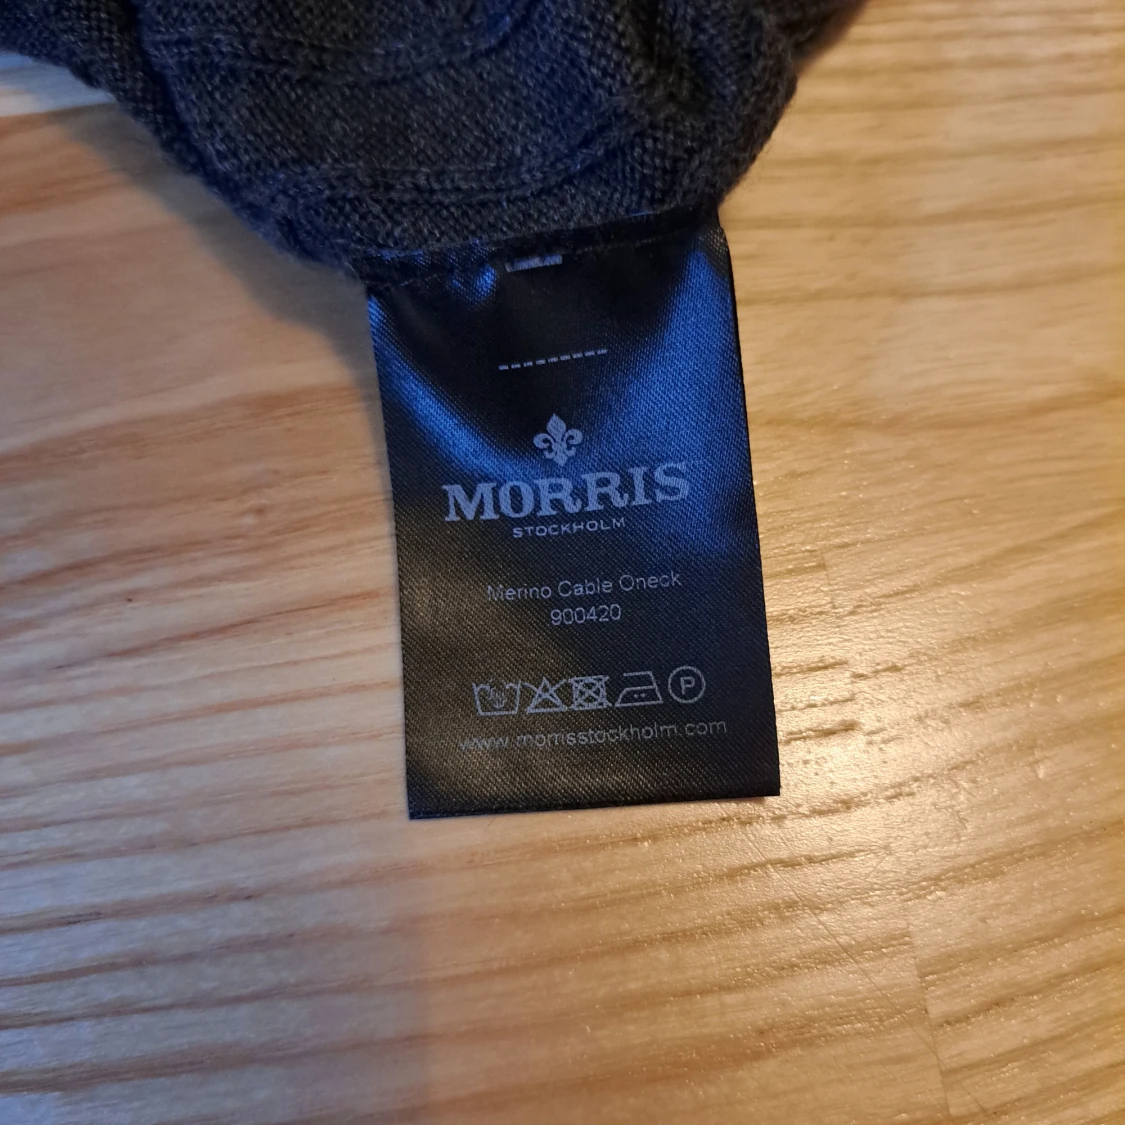 MORRIS
STOCKHOLM
Merino Cable Oneck
900420
P
www.morrisstockholm.com